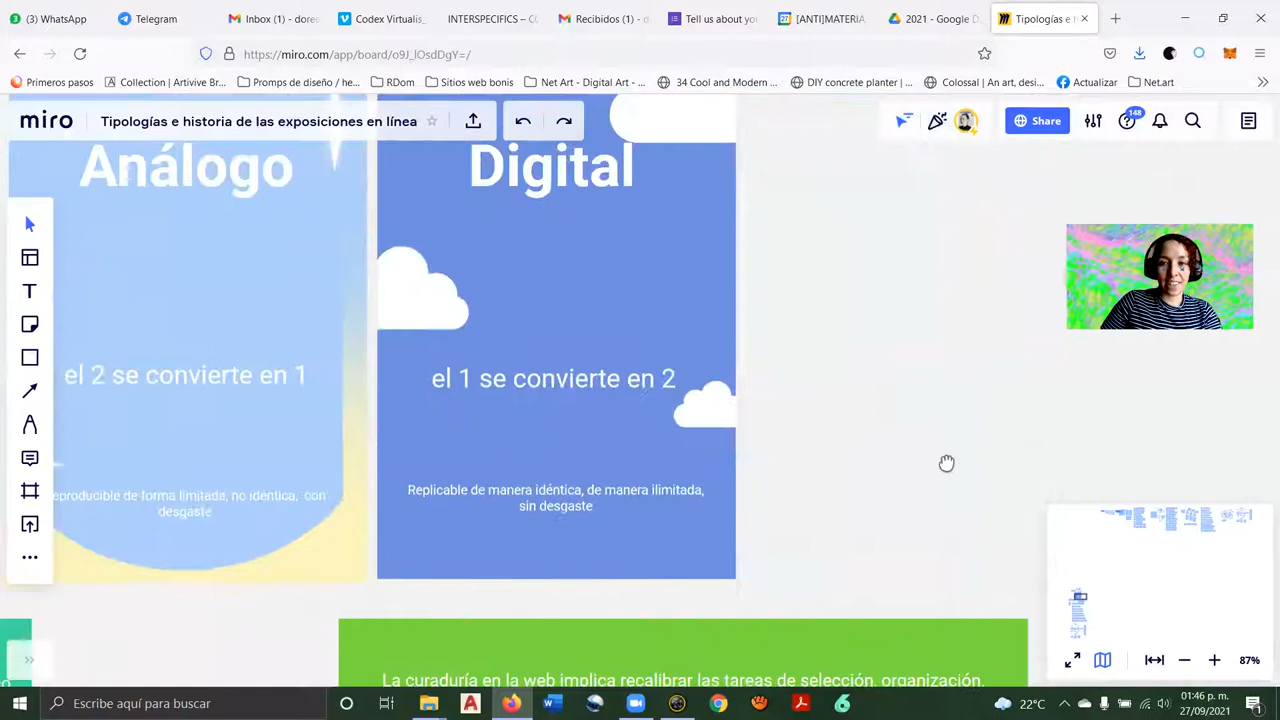 (3) WhatsApp
Telegram
Inbox (1) - dore
Codex Virtualis_
INTERSPECIFICS – C
Recibidos (1) - d
Tell us about yo
[ANTI]MATERIA
2021 - Google D
Tipologías e
https://miro.com/app/board/o9J_lOsdDgY=/
Primeros pasos
Collection | Artivive Br...
Promps de diseño / he...
RDom
Sitios web bonis
Net Art - Digital Art - ...
34 Cool and Modern ...
DIY concrete planter | ...
Colossal | An art, desi...
Actualizar
Net.art
miro
Tipologías e historia de las exposiciones en línea
Share
148
Análogo
Digital
el 2 se convierte en 1
el 1 se convierte en 2
eproducible de forma limitada, no identica, con
desgaste
Replicable de manera idéntica, de manera ilimitada,
sin desgaste
La curaduría en la web implica recalibrar las tareas de selección, organización,
87%
Escribe aquí para buscar
22°C
01:46 p. m.
27/09/2021